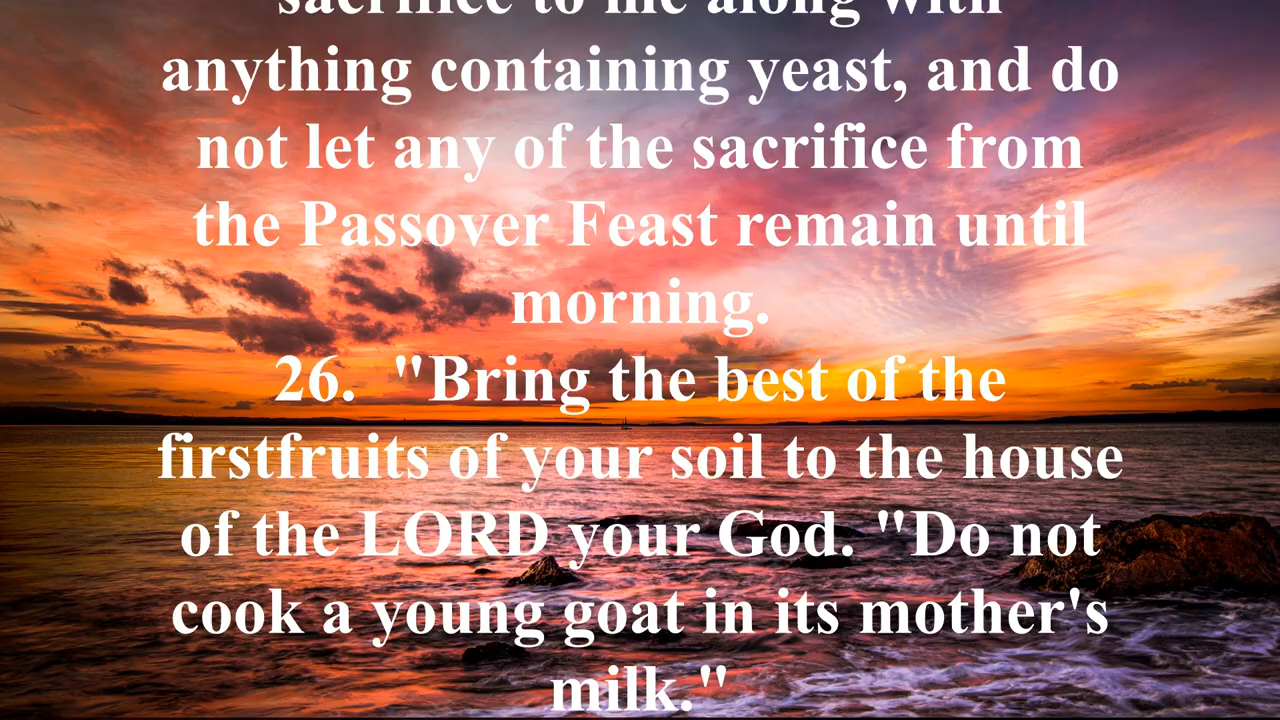 sacrifice to me along with
anything containing yeast, and do
not let any of the sacrifice from
the Passover Feast remain until
morning.
26.  "Bring the best of the
firstfruits of your soil to the house
of the LORD your God. "Do not
cook a young goat in its mother's
milk."